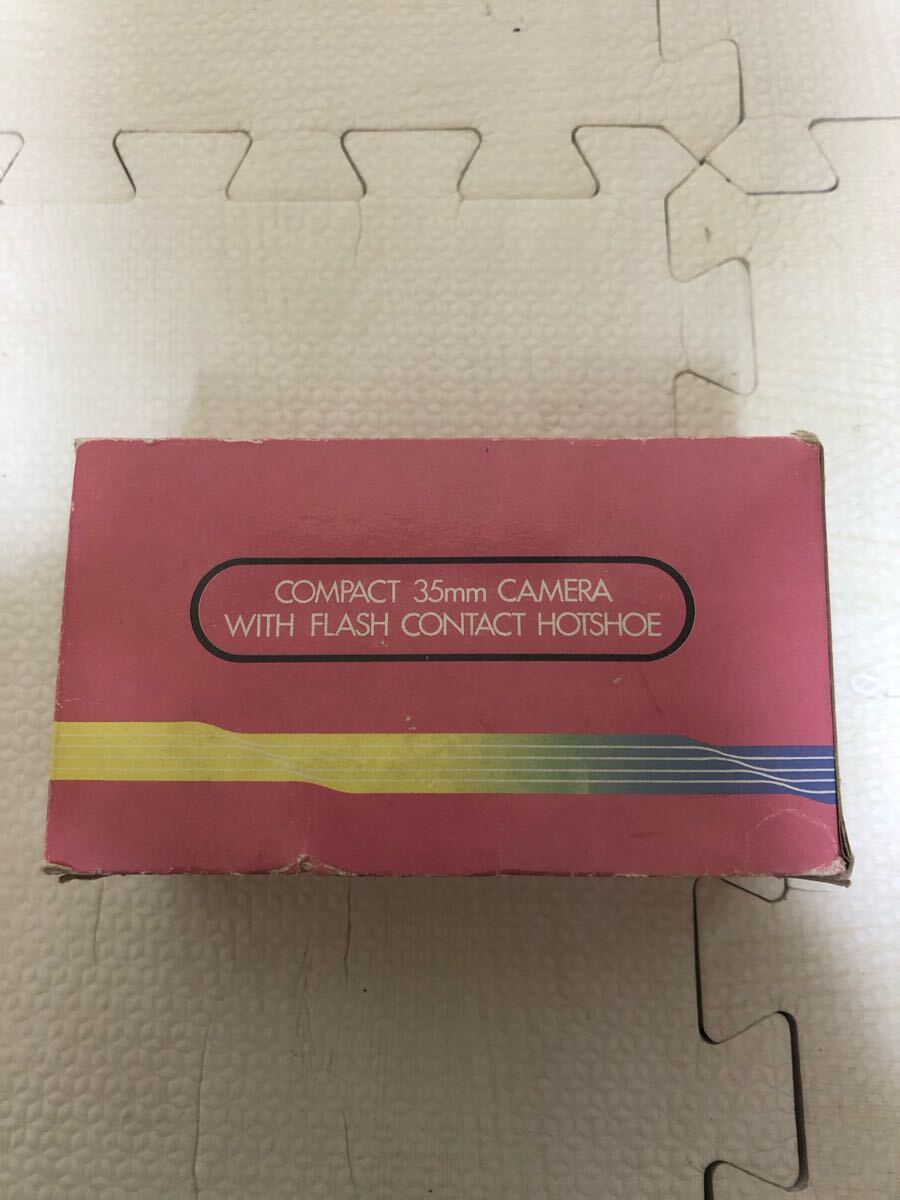 COMPACT 35mm CAMERA
WITH FLASH CONTACT HOTSHOE